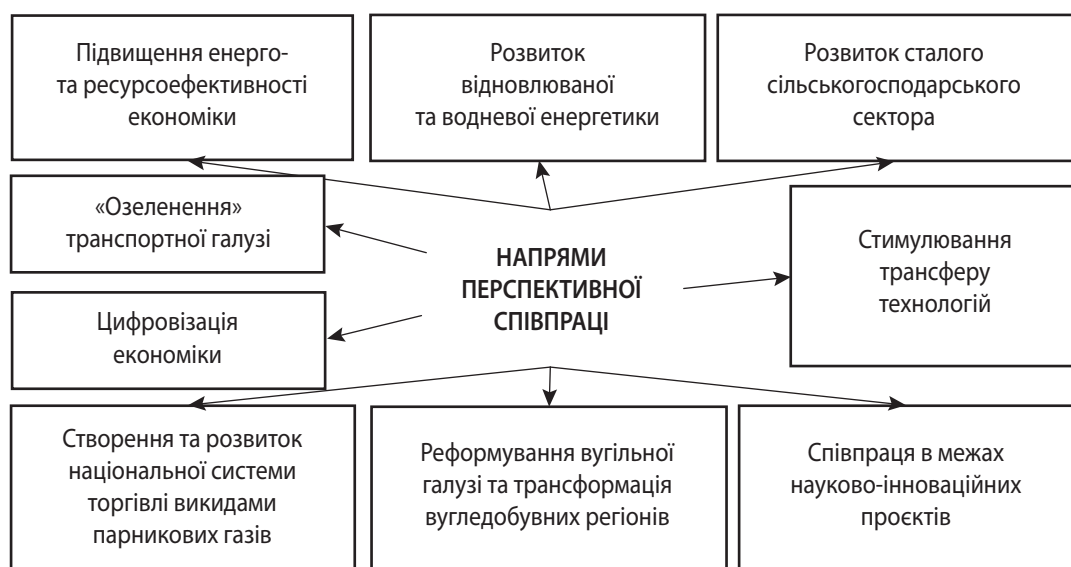 Підвищення енерго-
та ресурсоефективності
економіки
Розвиток
відновлюваної
та водневої енергетики
Розвиток сталого
сільськогосподарського
сектора
«Озеленення»
транспортної галузі
НАПРЯМИ
ПЕРСПЕКТИВНОЇ
СПІВПРАЦІ
Стимулювання
трансферу
технологій
Цифровізація
економіки
Створення та розвиток
національної системи
торгівлі викидами
парникових газів
Реформування вугільної
галузі та трансформація
вугледобувних регіонів
Співпраця в межах
науково-інноваційних
проєктів